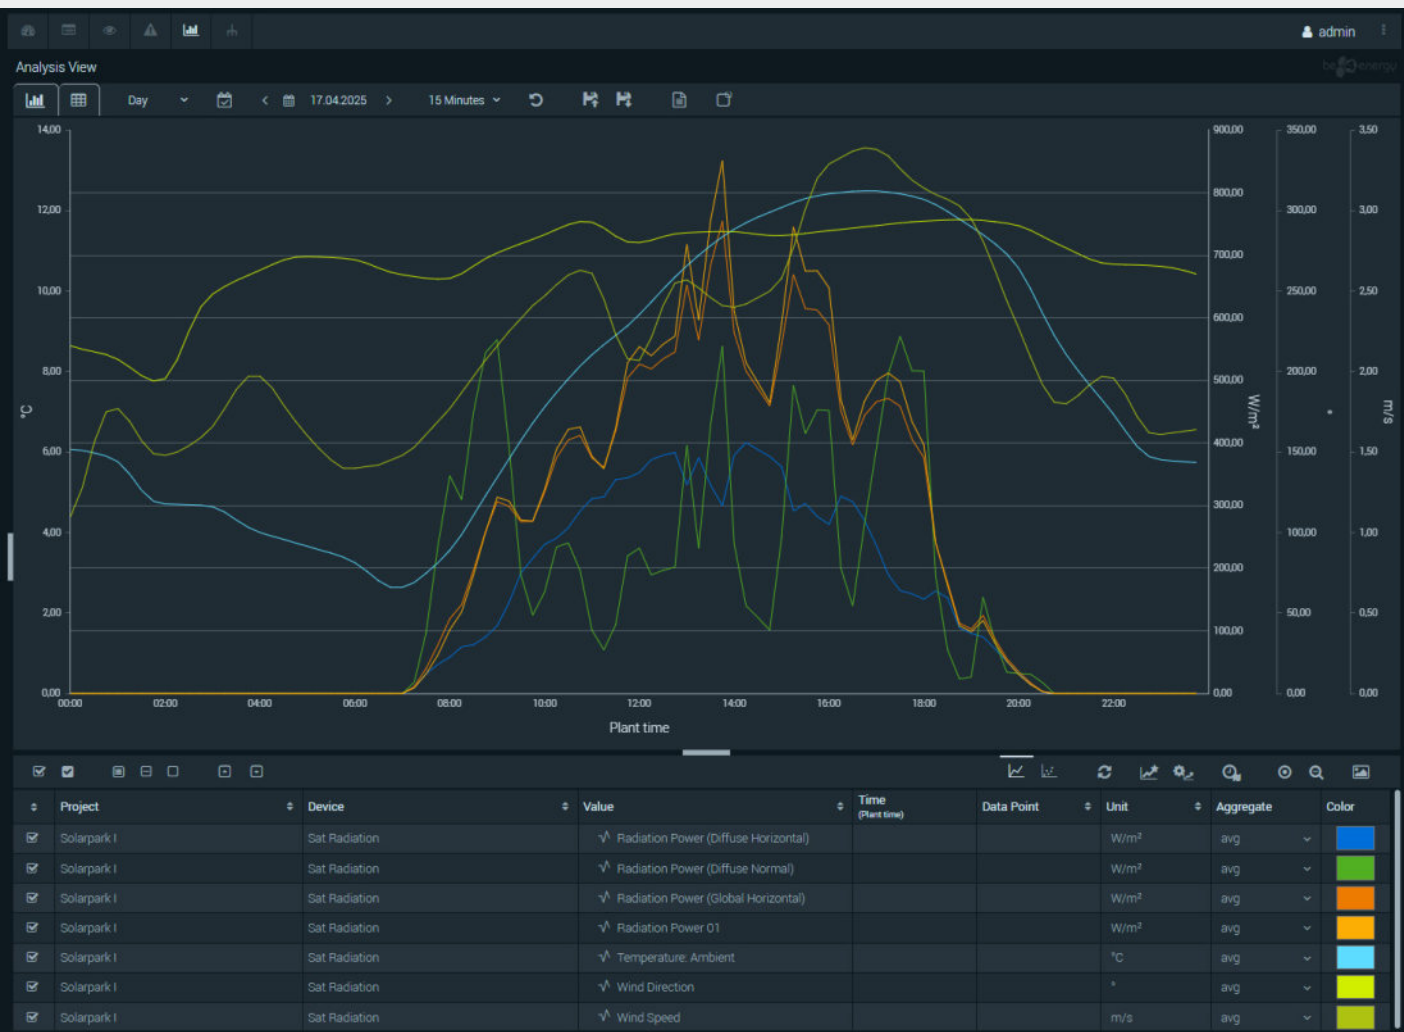 admin
Analysis View
be4energy
Day
17.04.2025
15 Minutes
14,00
12,00
10,00
8,00
6,00
4,00
2,00
0,00
°C
900,00
800,00
700,00
600,00
500,00
400,00
300,00
200,00
100,00
0,00
W/m²
350,00
300,00
250,00
200,00
150,00
100,00
50,00
0,00
°
3,50
3,00
2,50
2,00
1,50
1,00
0,50
0,00
m/s
00:00 02:00 04:00 06:00 08:00 10:00 12:00 14:00 16:00 18:00 20:00 22:00
Plant time
Project Device Value Time (Plant time) Data Point Unit Aggregate Color
Solarpark I Sat Radiation Radiation Power (Diffuse Horizontal) W/m² avg
Solarpark I Sat Radiation Radiation Power (Diffuse Normal) W/m² avg
Solarpark I Sat Radiation Radiation Power (Global Horizontal) W/m² avg
Solarpark I Sat Radiation Radiation Power 01 W/m² avg
Solarpark I Sat Radiation Temperature: Ambient °C avg
Solarpark I Sat Radiation Wind Direction ° avg
Solarpark I Sat Radiation Wind Speed m/s avg